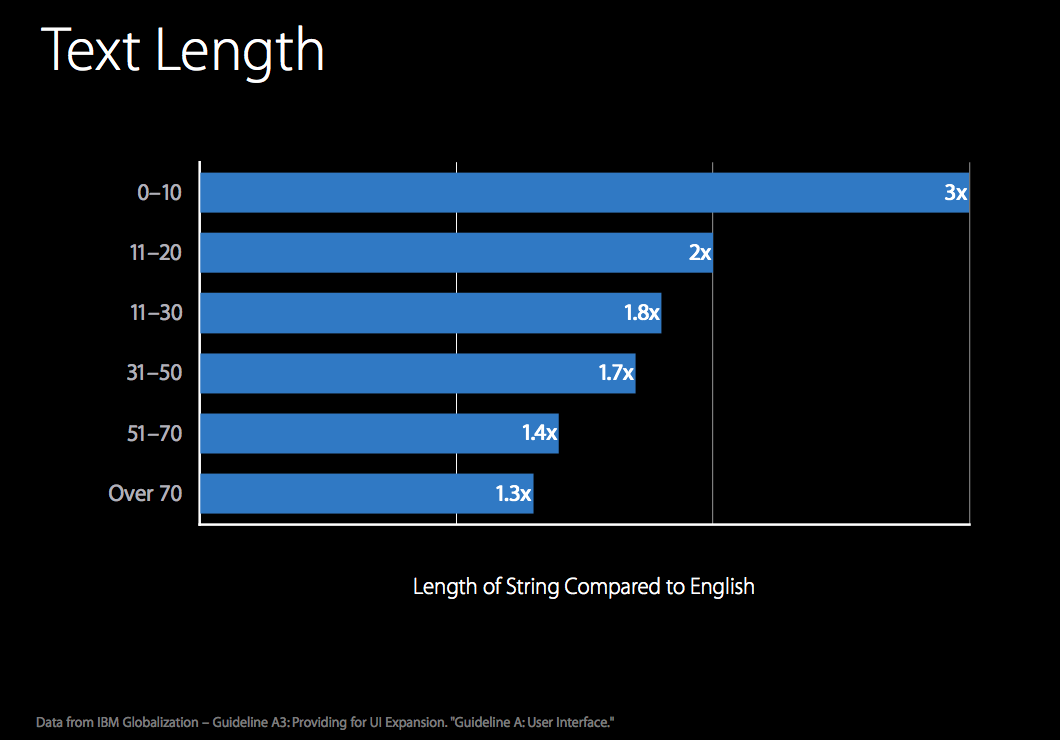 Text Length
0–10
3x
11–20
2x
11–30
1.8x
31–50
1.7x
51–70
1.4x
Over 70
1.3x
Length of String Compared to English
Data from IBM Globalization – Guideline A3: Providing for UI Expansion. "Guideline A: User Interface."